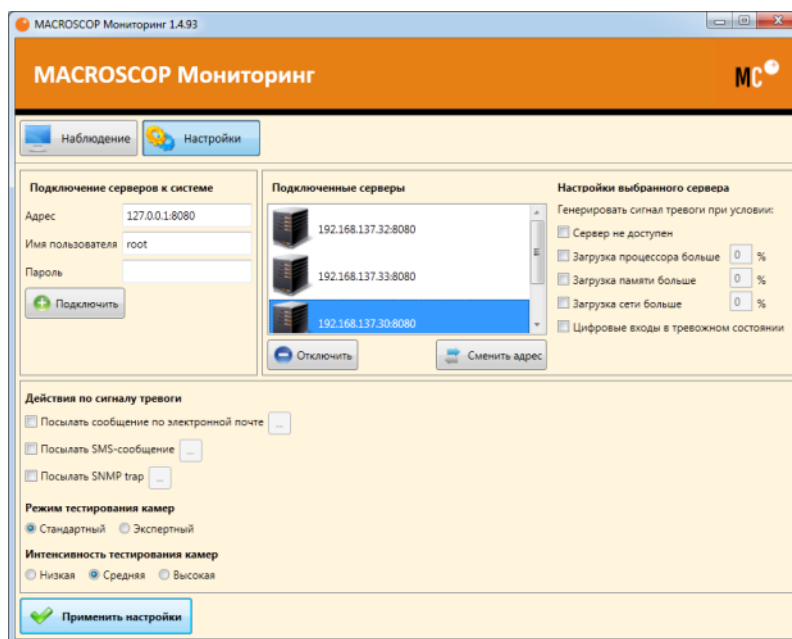 MACROSCOP Мониторинг 1.4.93
MACROSCOP Мониторинг
MC
Наблюдение
Настройки
Подключение серверов к системе
Адрес
127.0.0.1:8080
Имя пользователя
root
Пароль
Подключить
Подключенные серверы
192.168.137.32:8080
192.168.137.33:8080
192.168.137.30:8080
Отключить
Сменить адрес
Настройки выбранного сервера
Генерировать сигнал тревоги при условии:
Сервер не доступен
Загрузка процессора больше 0 %
Загрузка памяти больше 0 %
Загрузка сети больше 0 %
Цифровые входы в тревожном состоянии
Действия по сигналу тревоги
Посылать сообщение по электронной почте ...
Посылать SMS-сообщение ...
Посылать SNMP trap ...
Режим тестирования камер
Стандартный Экспертный
Интенсивность тестирования камер
Низкая Средняя Высокая
Применить настройки